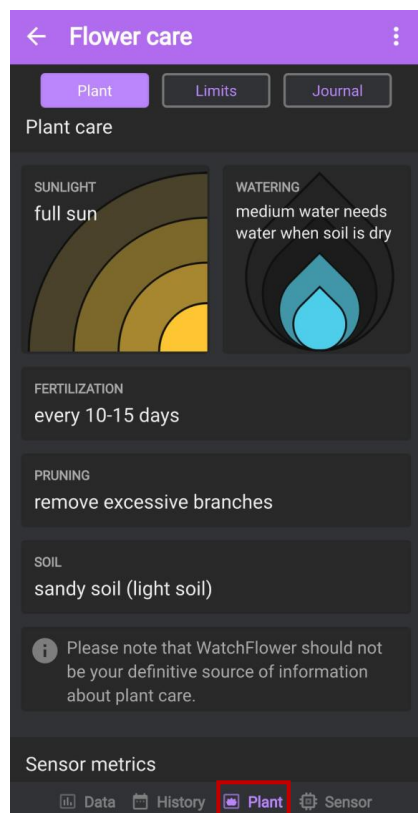 Flower care
Plant Limits Journal
Plant care
SUNLIGHT
full sun
WATERING
medium water needs
water when soil is dry
FERTILIZATION
every 10-15 days
PRUNING
remove excessive branches
SOIL
sandy soil (light soil)
Please note that WatchFlower should not
be your definitive source of information
about plant care.
Sensor metrics
Data History Plant Sensor